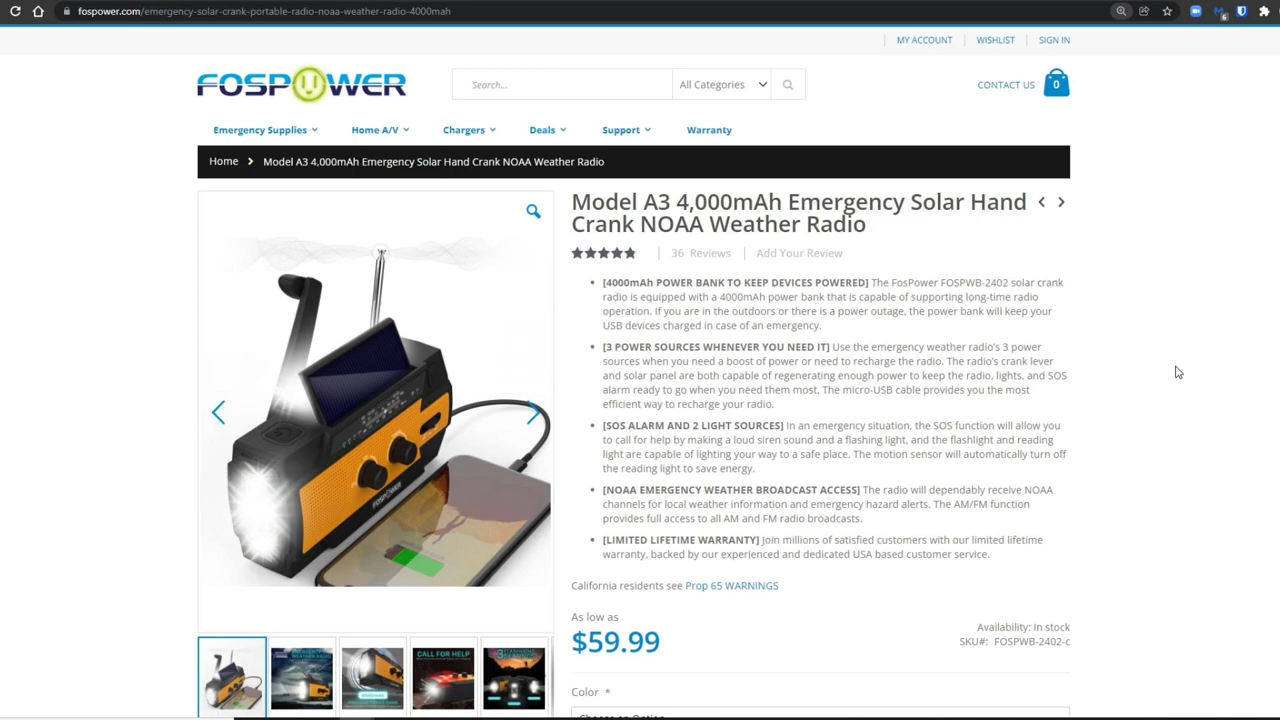 fospower.com/emergency-solar-crank-portable-radio-noaa-weather-radio-4000mah
6
MY ACCOUNT
WISHLIST
SIGN IN
FOSPOWER
Search...
All Categories
CONTACT US
0
Emergency Supplies
Home A/V
Chargers
Deals
Support
Warranty
Home
Model A3 4,000mAh Emergency Solar Hand Crank NOAA Weather Radio
Model A3 4,000mAh Emergency Solar Hand
Crank NOAA Weather Radio
36 Reviews
Add Your Review
[4000mAh POWER BANK TO KEEP DEVICES POWERED] The FosPower FOSPWB-2402 solar crank
radio is equipped with a 4000mAh power bank that is capable of supporting long-time radio
operation. If you are in the outdoors or there is a power outage, the power bank will keep your
USB devices charged in case of an emergency.
[3 POWER SOURCES WHENEVER YOU NEED IT] Use the emergency weather radio's 3 power
sources when you need a boost of power or need to recharge the radio. The radio's crank lever
and solar panel are both capable of regenerating enough power to keep the radio, lights, and SOS
alarm ready to go when you need them most. The micro-USB cable provides you the most
efficient way to recharge your radio.
[SOS ALARM AND 2 LIGHT SOURCES] In an emergency situation, the SOS function will allow you
to call for help by making a loud siren sound and a flashing light, and the flashlight and reading
light are capable of lighting your way to a safe place. The motion sensor will automatically turn off
the reading light to save energy.
[NOAA EMERGENCY WEATHER BROADCAST ACCESS] The radio will dependably receive NOAA
channels for local weather information and emergency hazard alerts. The AM/FM function
provides full access to all AM and FM radio broadcasts.
[LIMITED LIFETIME WARRANTY] Join millions of satisfied customers with our limited lifetime
warranty, backed by our experienced and dedicated USA based customer service.
California residents see Prop 65 WARNINGS
As low as
$59.99
Availability: In stock
SKU#: FOSPWB-2402-c
Color *
FOSPOWER
CALL FOR HELP